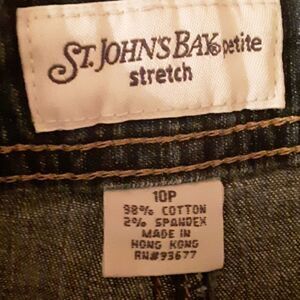 ST. JOHN'S BAY® petite
stretch
10P
98% COTTON
2% SPANDEX
MADE IN
HONG KONG
RN#93677